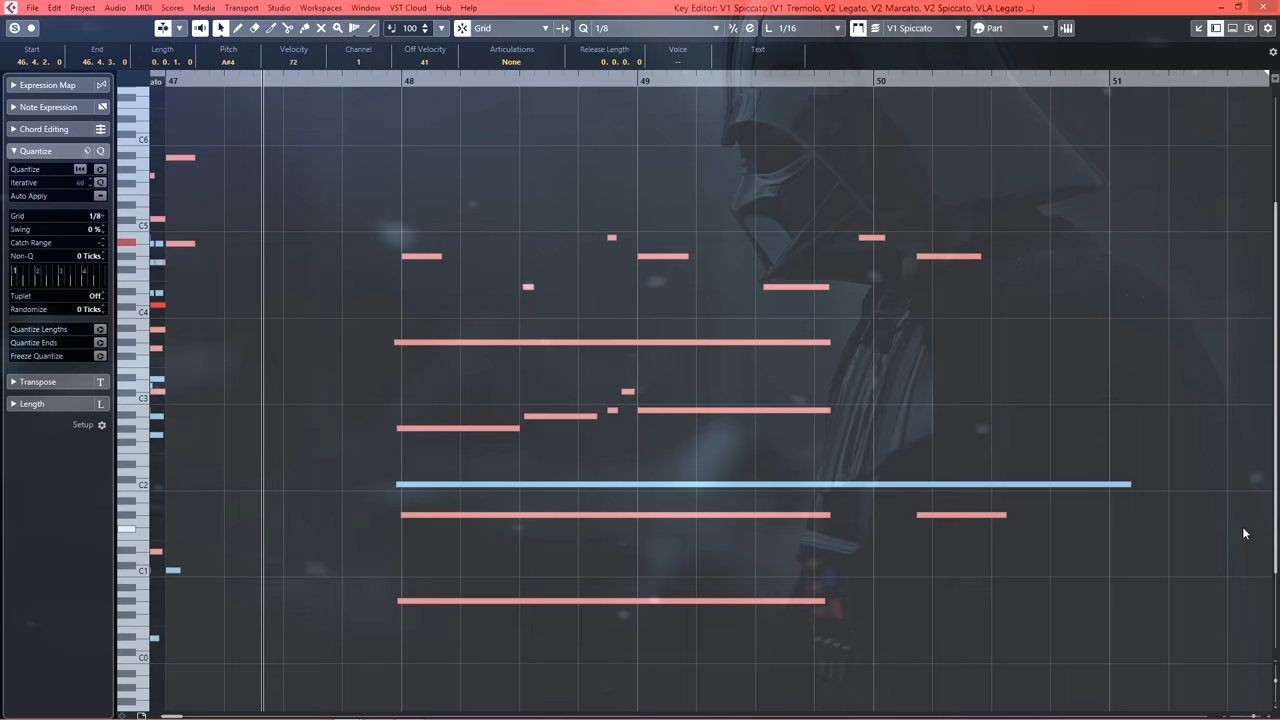 File Edit Project Audio MIDI Scores Media Transport Studio Workspaces Window VST Cloud Hub Help Key Editor: V1 Spiccato (V1 Tremolo, V2 Legato, V2 Marcato, V2 Spiccato, VLA Legato ...)
S 100 Grid Q 1/8 L 1/16 V1 Spiccato Part
Start End Length Pitch Velocity Channel Off Velocity Articulations Release Length Voice Text
46. 4. 2. 0 46. 4. 3. 0 0. 0. 1. 0 A#4 72 1 41 None 0. 0. 0. 0 --
ato 47 48 49 50 51
Expression Map
Note Expression
Chord Editing
Quantize Q
Quantize
Iterative 60 Q
Auto Apply
Grid 1/8
Swing 0 %
Catch Range -
Non-Q 0 Ticks
1 2 3 4
Tuplet Off
Randomize 0 Ticks
Quantize Lengths
Quantize Ends
Freeze Quantize
Transpose T
Length L
Setup
C6
C5
C4
C3
C2
C1
C0